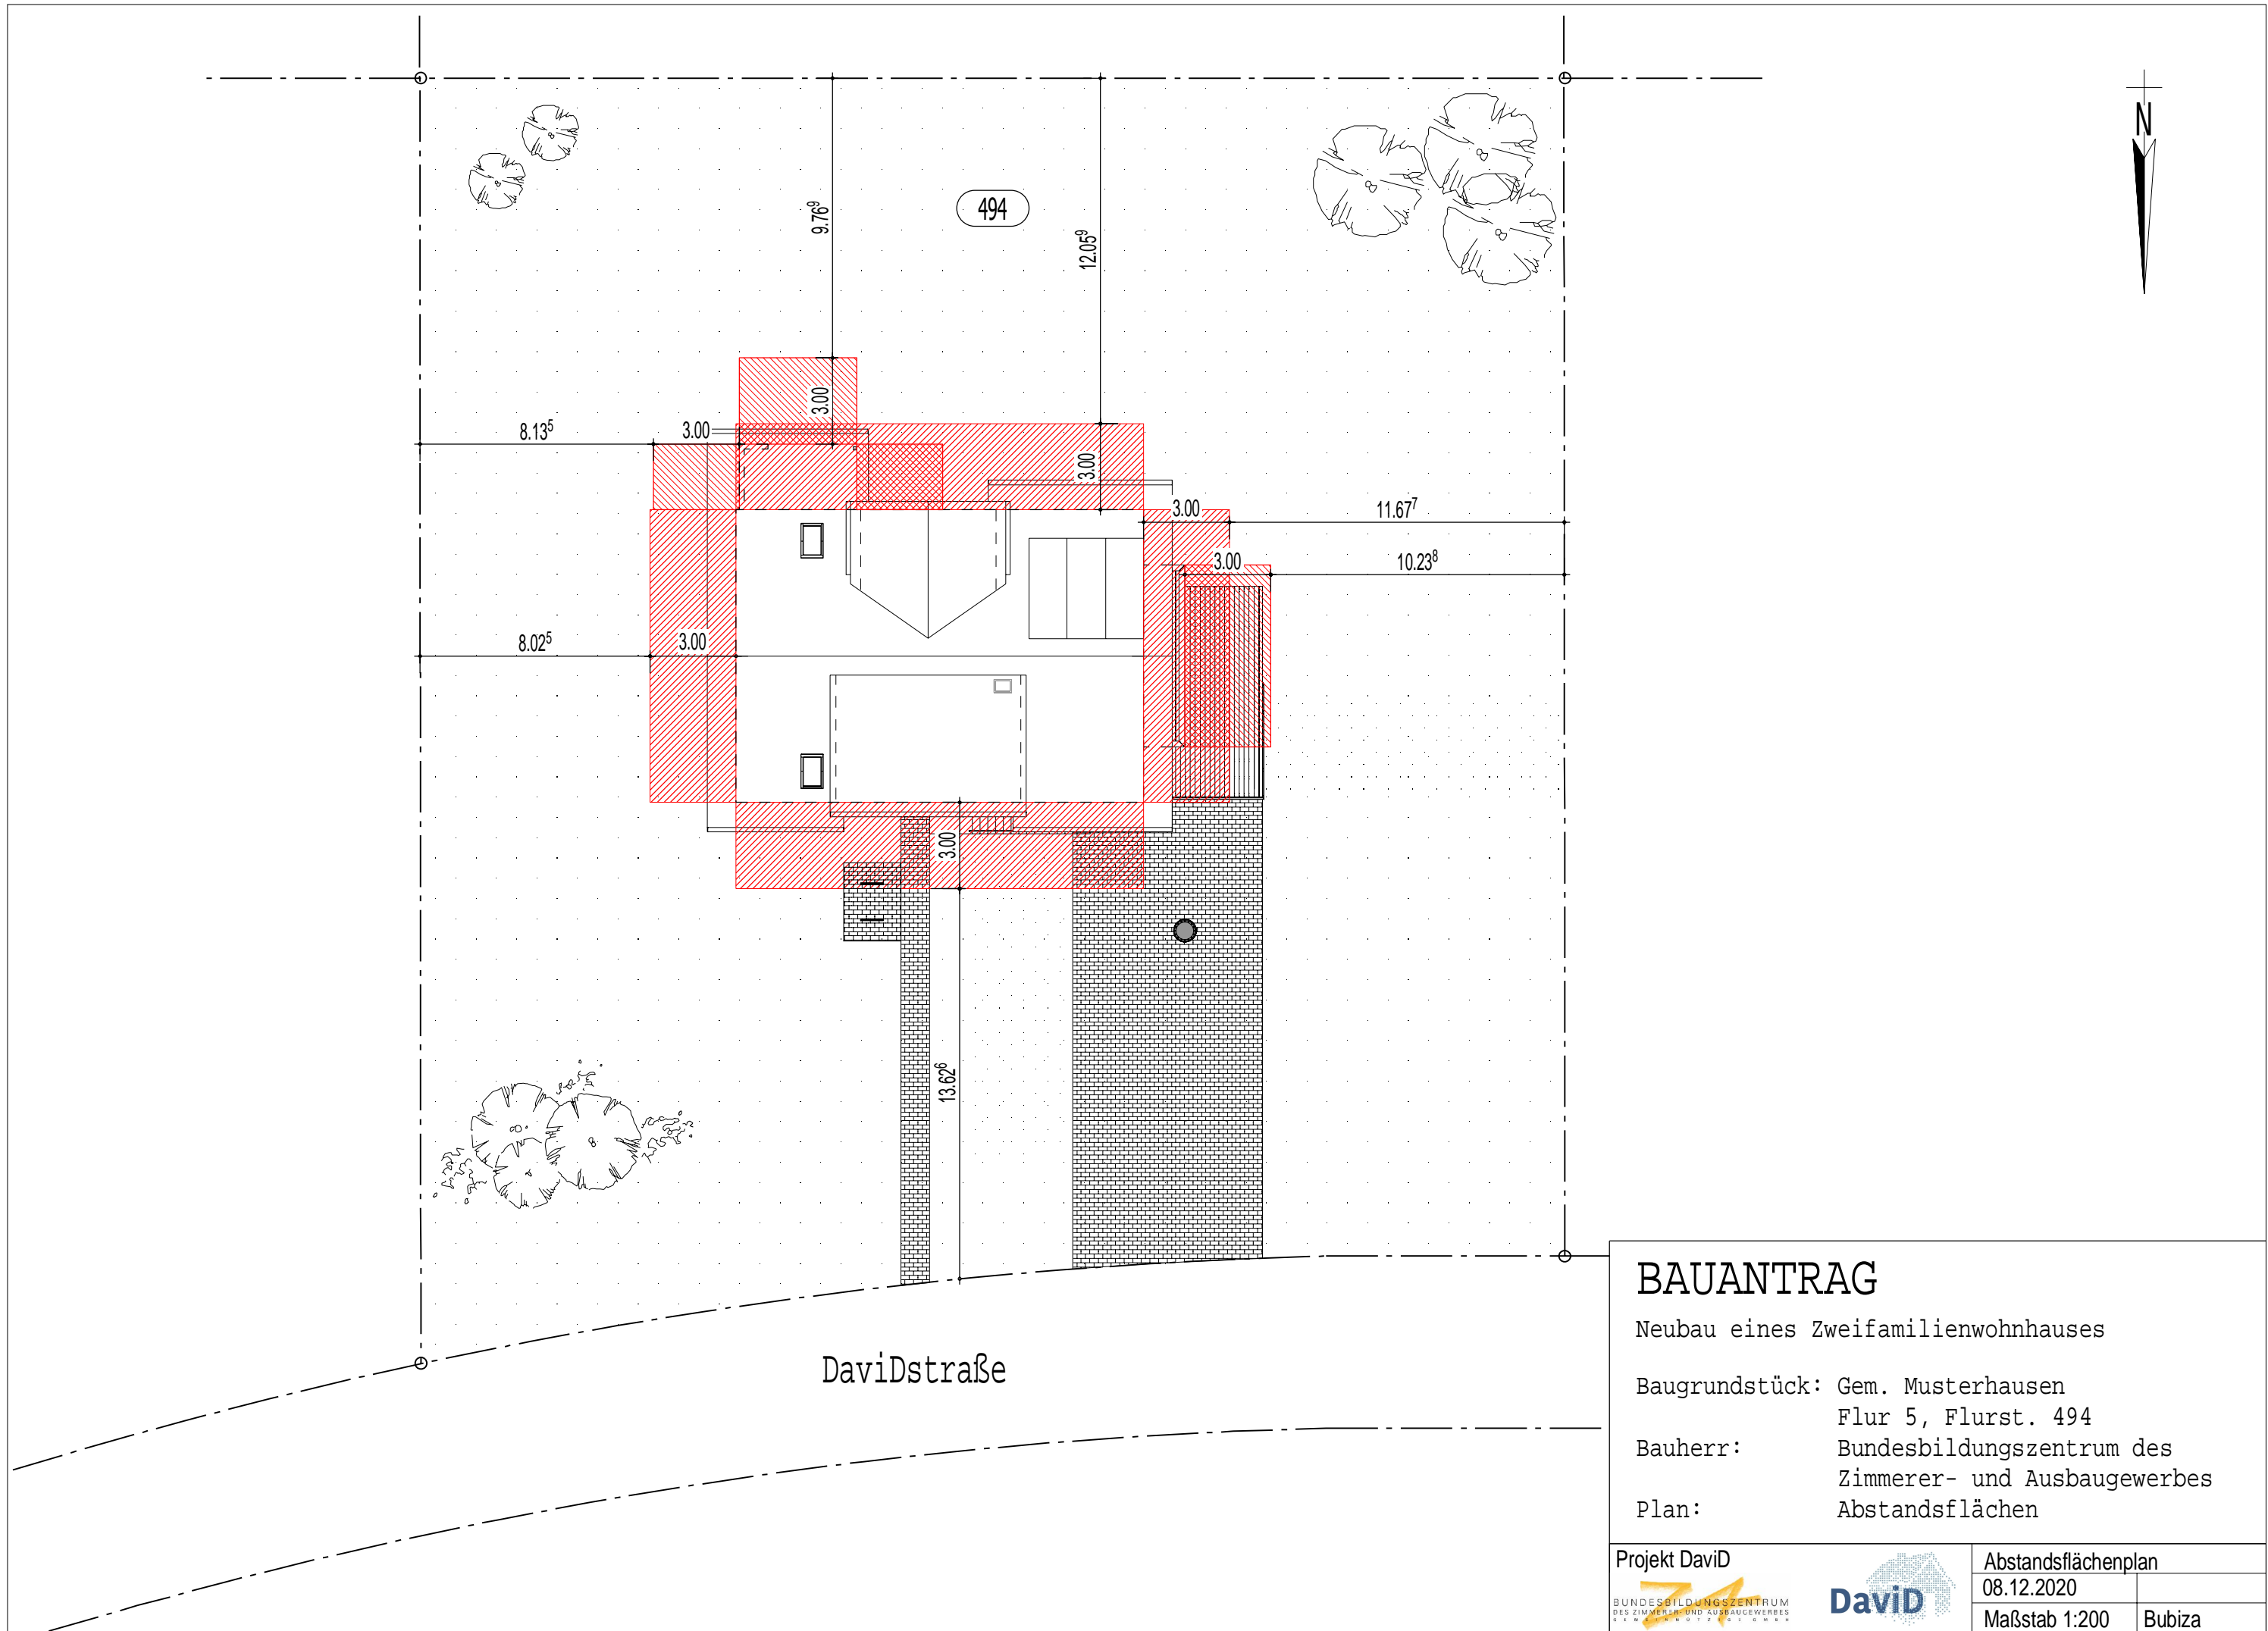 N
494
9.76⁹
12.05⁹
3.00
8.13⁵
3.00
3.00
3.00
11.67⁷
3.00
10.23⁸
8.02⁵
3.00
3.00
13.62⁶
DaviDstraße
BAUANTRAG
Neubau eines Zweifamilienwohnhauses
Baugrundstück: Gem. Musterhausen
Flur 5, Flurst. 494
Bauherr: Bundesbildungszentrum des
Zimmerer- und Ausbaugewerbes
Plan: Abstandsflächen
Projekt DaviD
BUNDESBILDUNGSZENTRUM
DES ZIMMERER- UND AUSBAUGEWERBES
GEMEINNÜTZIGE GMBH
DaviD
Abstandsflächenplan
08.12.2020
Maßstab 1:200 Bubiza